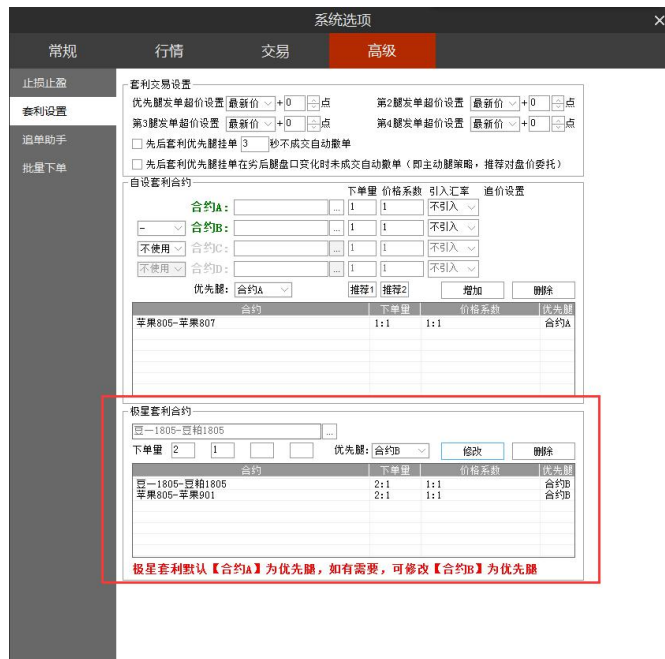 系统选项
常规 行情 交易 高级
止损止盈
套利设置
追单助手
批量下单
套利交易设置
优先腿发单超价设置 最新价 +0 点 第2腿发单超价设置 最新价 +0 点
第3腿发单超价设置 最新价 +0 点 第4腿发单超价设置 最新价 +0 点
先后套利优先腿挂单 3 秒不成交自动撤单
先后套利优先腿挂单在劣后腿盘口变化时未成交自动撤单(即主动腿策略,推荐对盘价委托)
自设套利合约
下单量 价格系数 引入汇率 追价设置
合约A: ... 1 1 不引入
- 合约B: ... 1 1 不引入
不使用 合约C: ... 1 1 不引入
不使用 合约D: ... 1 1 不引入
优先腿: 合约A 推荐1 推荐2 增加 删除
合约 下单量 价格系数 优先腿
苹果805-苹果807 1:1 1:1 合约A
极星套利合约
豆一1805-豆粕1805 ...
下单量 2 1 优先腿: 合约B 修改 删除
合约 下单量 价格系数 优先腿
豆一1805-豆粕1805 2:1 1:1 合约B
苹果805-苹果901 2:1 1:1 合约B
极星套利默认【合约A】为优先腿,如有需要,可修改【合约B】为优先腿